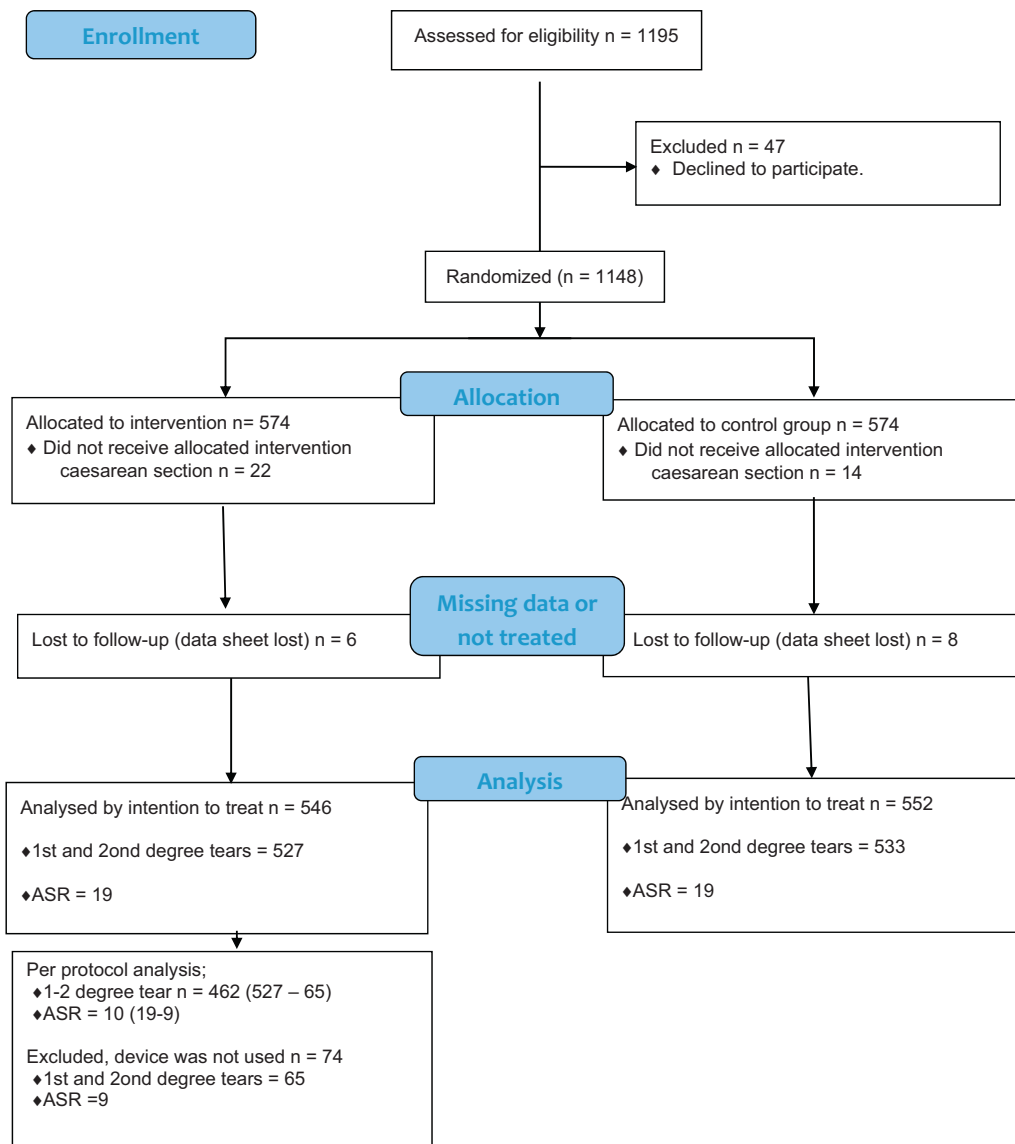 Enrollment
Assessed for eligibility n = 1195
Excluded n = 47
♦ Declined to participate.
Randomized (n = 1148)
Allocation
Allocated to intervention n= 574
♦ Did not receive allocated intervention
caesarean section n = 22
Allocated to control group n = 574
♦ Did not receive allocated intervention
caesarean section n = 14
Missing data or
not treated
Lost to follow-up (data sheet lost) n = 6
Lost to follow-up (data sheet lost) n = 8
Analysis
Analysed by intention to treat n = 546
♦1st and 2ond degree tears = 527
♦ASR = 19
Analysed by intention to treat n = 552
♦1st and 2ond degree tears = 533
♦ASR = 19
Per protocol analysis;
♦1-2 degree tear n = 462 (527 – 65)
♦ASR = 10 (19-9)
Excluded, device was not used n = 74
♦1st and 2ond degree tears = 65
♦ASR =9